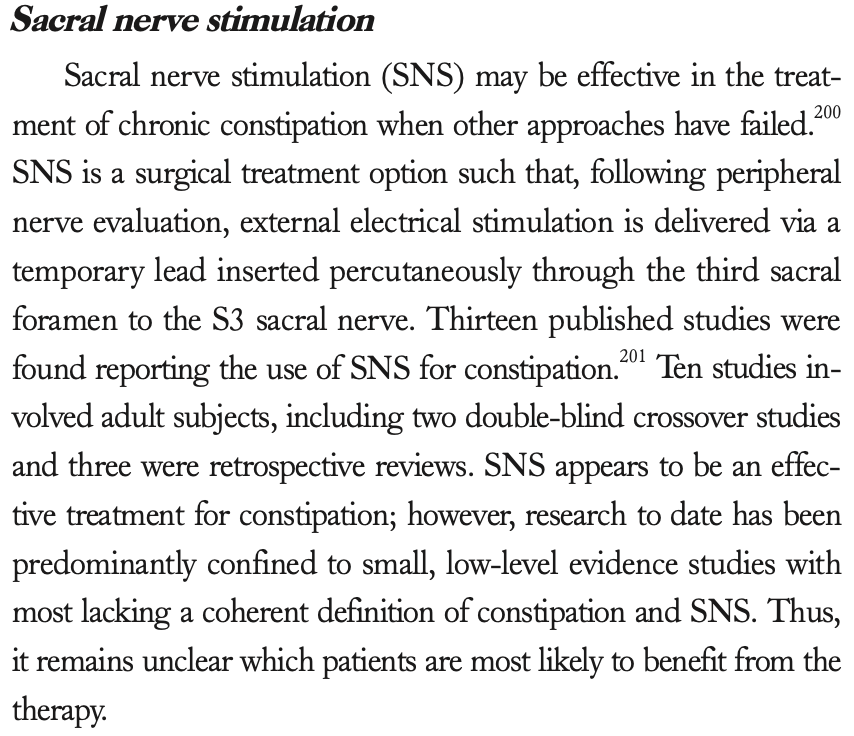 Sacral nerve stimulation
Sacral nerve stimulation (SNS) may be effective in the treat-
ment of chronic constipation when other approaches have failed.200
SNS is a surgical treatment option such that, following peripheral
nerve evaluation, external electrical stimulation is delivered via a
temporary lead inserted percutaneously through the third sacral
foramen to the S3 sacral nerve. Thirteen published studies were
found reporting the use of SNS for constipation.201 Ten studies in-
volved adult subjects, including two double-blind crossover studies
and three were retrospective reviews. SNS appears to be an effec-
tive treatment for constipation; however, research to date has been
predominantly confined to small, low-level evidence studies with
most lacking a coherent definition of constipation and SNS. Thus,
it remains unclear which patients are most likely to benefit from the
therapy.